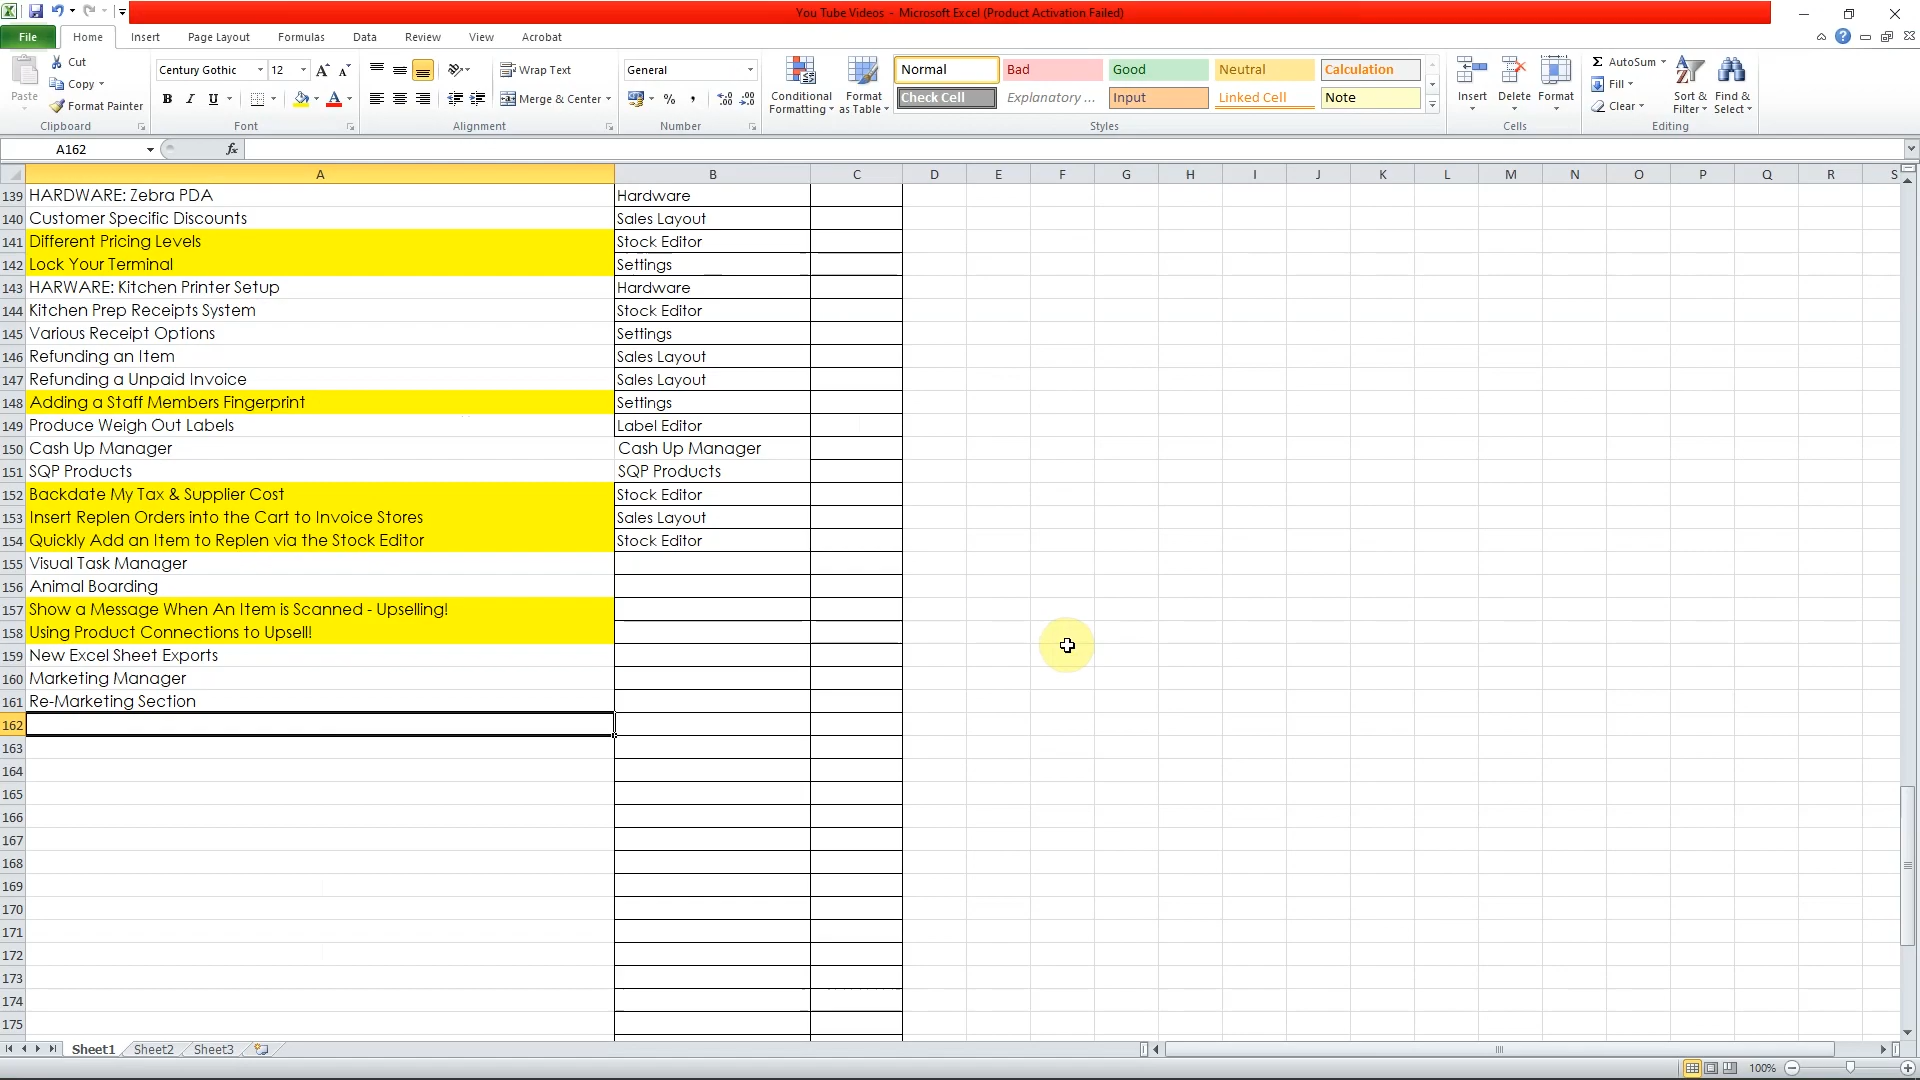 You Tube Videos - Microsoft Excel (Product Activation Failed)
File Home Insert Page Layout Formulas Data Review View Acrobat
Paste Cut Copy Format Painter Clipboard
Century Gothic 12 B I U Font
Wrap Text Merge & Center Alignment
General % , Number
Conditional Formatting Format as Table
Normal Bad Good Neutral Calculation
Check Cell Explanatory ... Input Linked Cell Note
Styles
Insert Delete Format Cells
Σ AutoSum Fill Clear Sort & Filter Find & Select Editing
A162 fx
A B C D E F G H I J K L M N O P Q R S
139 HARDWARE: Zebra PDA Hardware
140 Customer Specific Discounts Sales Layout
141 Different Pricing Levels Stock Editor
142 Lock Your Terminal Settings
143 HARWARE: Kitchen Printer Setup Hardware
144 Kitchen Prep Receipts System Stock Editor
145 Various Receipt Options Settings
146 Refunding an Item Sales Layout
147 Refunding a Unpaid Invoice Sales Layout
148 Adding a Staff Members Fingerprint Settings
149 Produce Weigh Out Labels Label Editor
150 Cash Up Manager Cash Up Manager
151 SQP Products SQP Products
152 Backdate My Tax & Supplier Cost Stock Editor
153 Insert Replen Orders into the Cart to Invoice Stores Sales Layout
154 Quickly Add an Item to Replen via the Stock Editor Stock Editor
155 Visual Task Manager
156 Animal Boarding
157 Show a Message When An Item is Scanned - Upselling!
158 Using Product Connections to Upsell!
159 New Excel Sheet Exports
160 Marketing Manager
161 Re-Marketing Section
162
163
164
165
166
167
168
169
170
171
172
173
174
175
Sheet1 Sheet2 Sheet3
100%